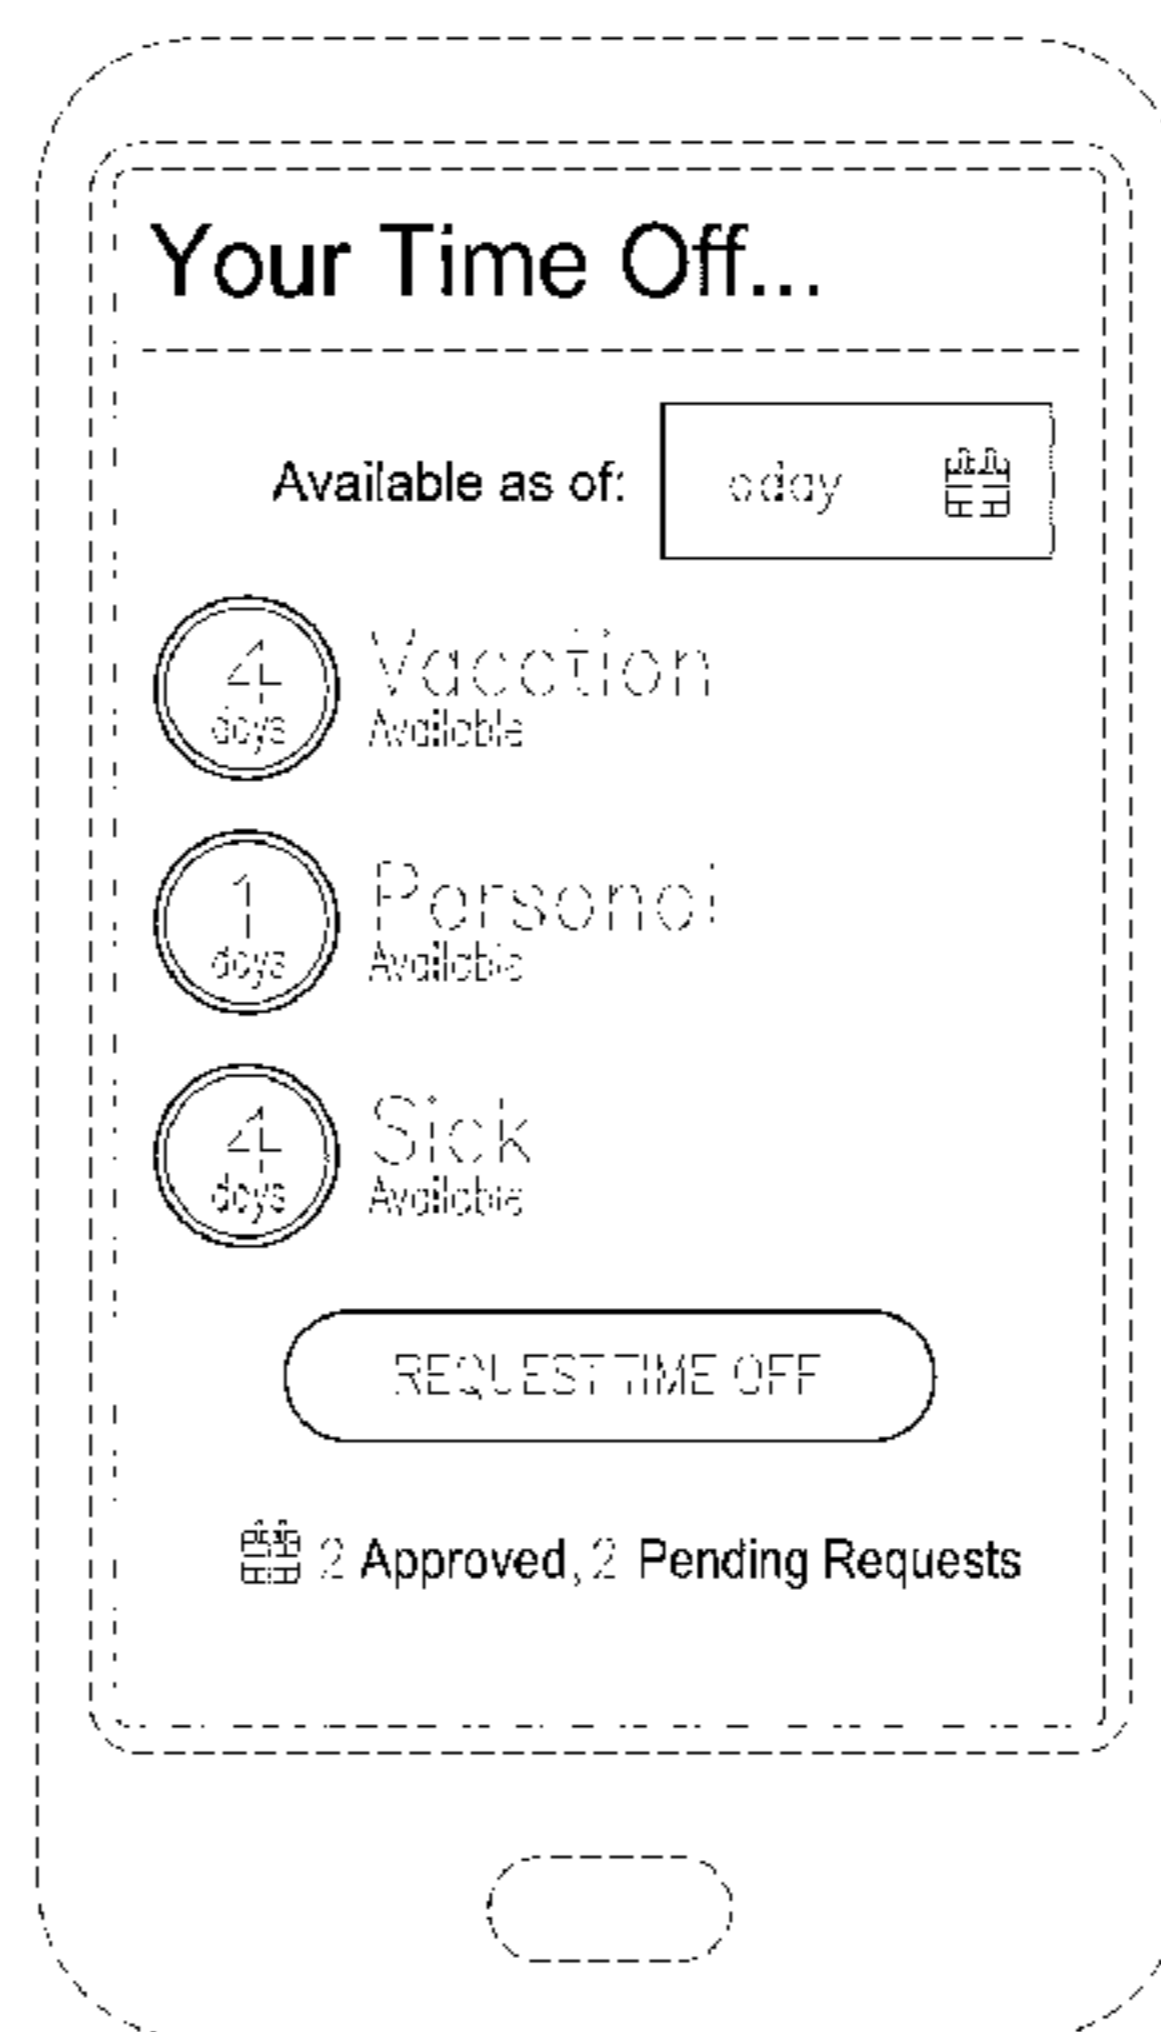 Your Time Off...
Available as of: oday
4 days
Vacation
Available
1 days
Personal
Available
4 days
Sick
Available
REQUEST TIME OFF
2 Approved, 2 Pending Requests